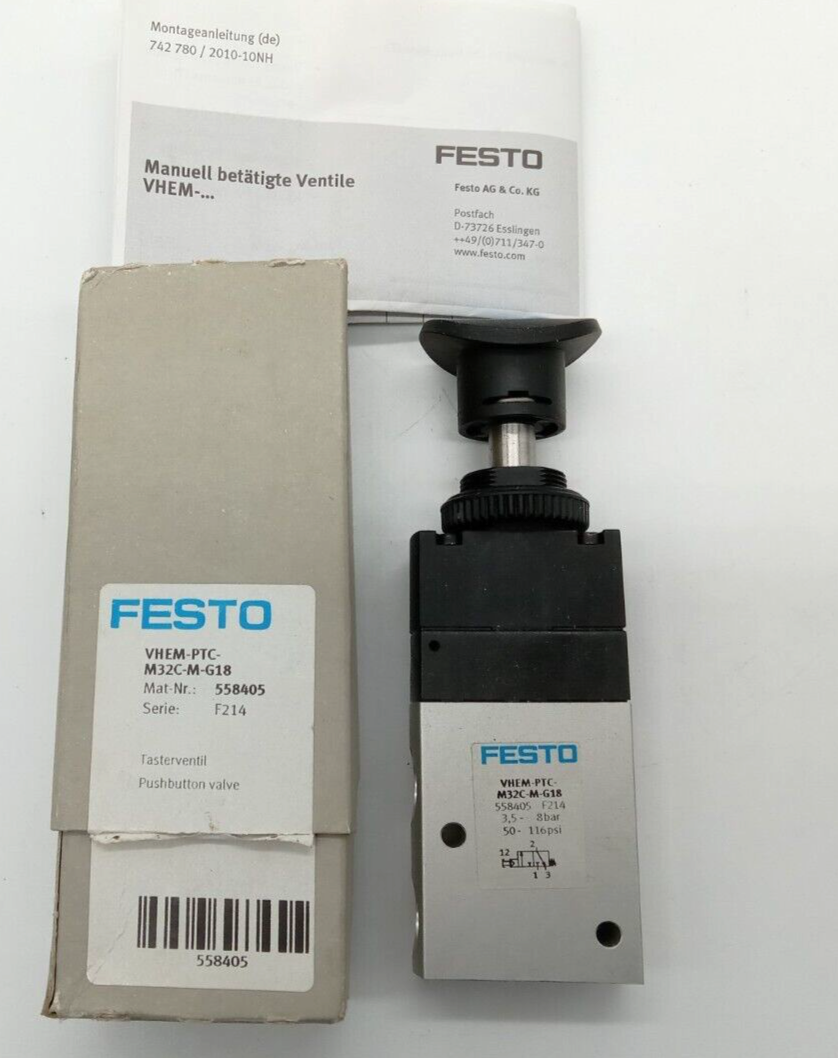 Montageanleitung (de)
742 780 / 2010-10NH
FESTO
Manuell betätigte Ventile
VHEM-...
Festo AG & Co. KG
Postfach
D-73726 Esslingen
++49/(0)711/347-0
www.festo.com
FESTO
VHEM-PTC-
M32C-M-G18
Mat-Nr.: 558405
Serie: F214
Tasterventil
Pushbutton valve
558405
FESTO
VHEM-PTC-
M32C-M-G18
558405 F214
3,5 - 8bar
50 - 116psi
2
12
1 3